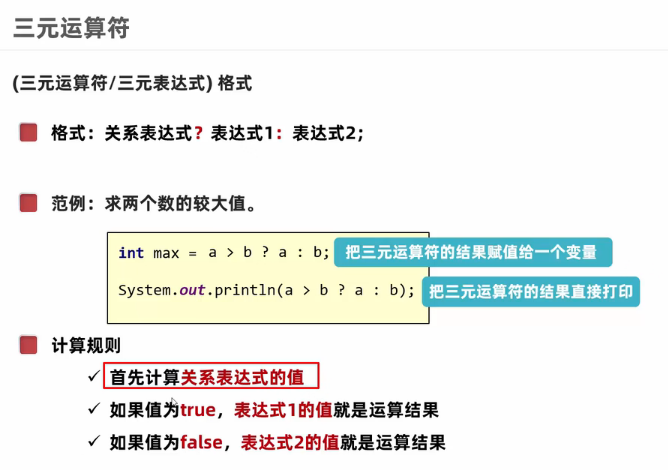 三元运算符
(三元运算符/三元表达式) 格式
格式：关系表达式？表达式1：表达式2；
范例：求两个数的较大值。
int max = a > b ? a : b; 把三元运算符的结果赋值给一个变量
System.out.println(a > b ? a : b); 把三元运算符的结果直接打印
计算规则
首先计算关系表达式的值
如果值为true，表达式1的值就是运算结果
如果值为false，表达式2的值就是运算结果